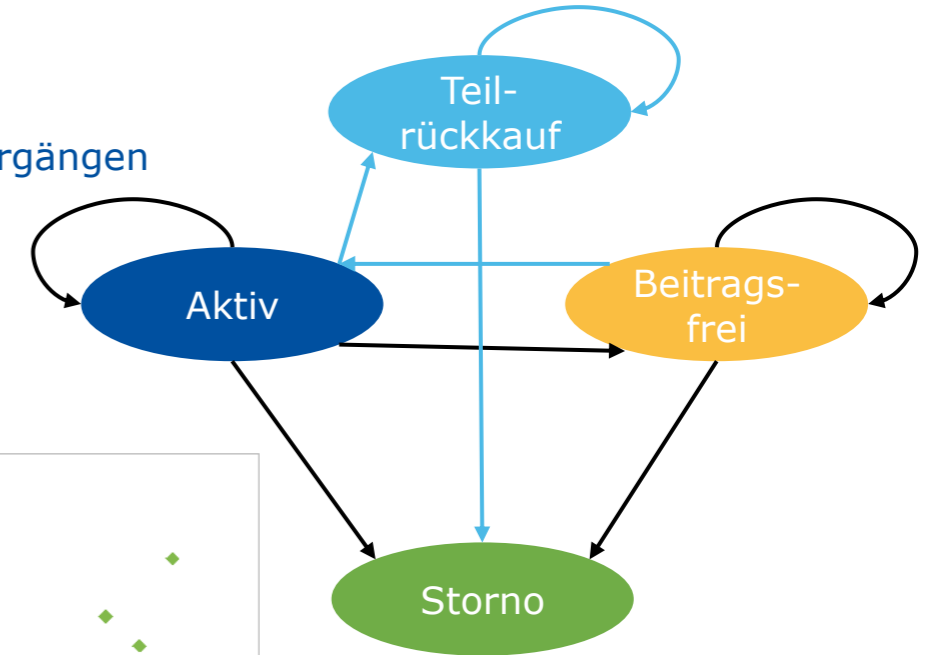 Teil-
rückkauf
rgängen
Aktiv
Beitrags-
frei
Storno